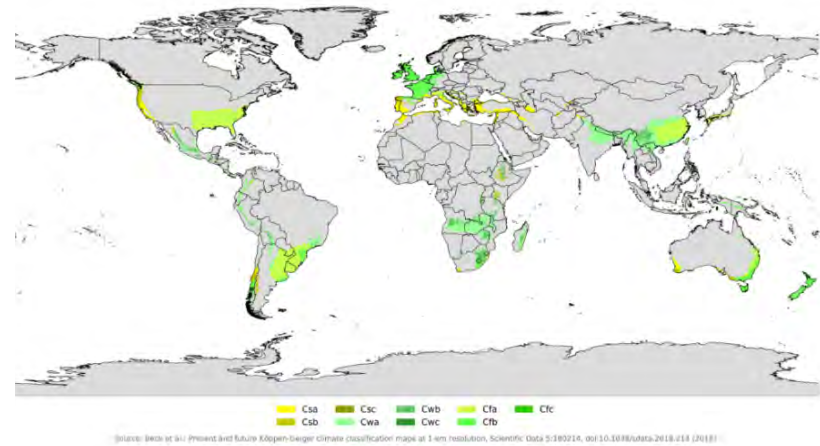 Csa Csc Cwb Cfa Cfc
Csb Cwa Cwc Cfb
Source: Beck et al.: Present and future Köppen-Geiger climate classification maps at 1-km resolution, Scientific Data 5:180214, doi:10.1038/sdata.2018.214 (2018)